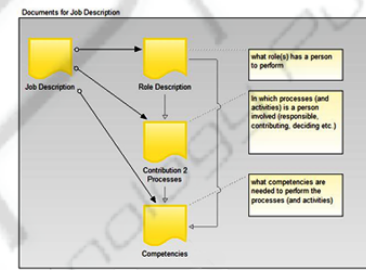 Documents for Job Description
Job Description
Role Description
what role(s) has a person
to perform
In which processes (and
activities) is a person
involved (responsible,
contributing, deciding etc.)
Contribution 2
Processes
what competencies are
needed to perform the
processes (and activities)
Competencies